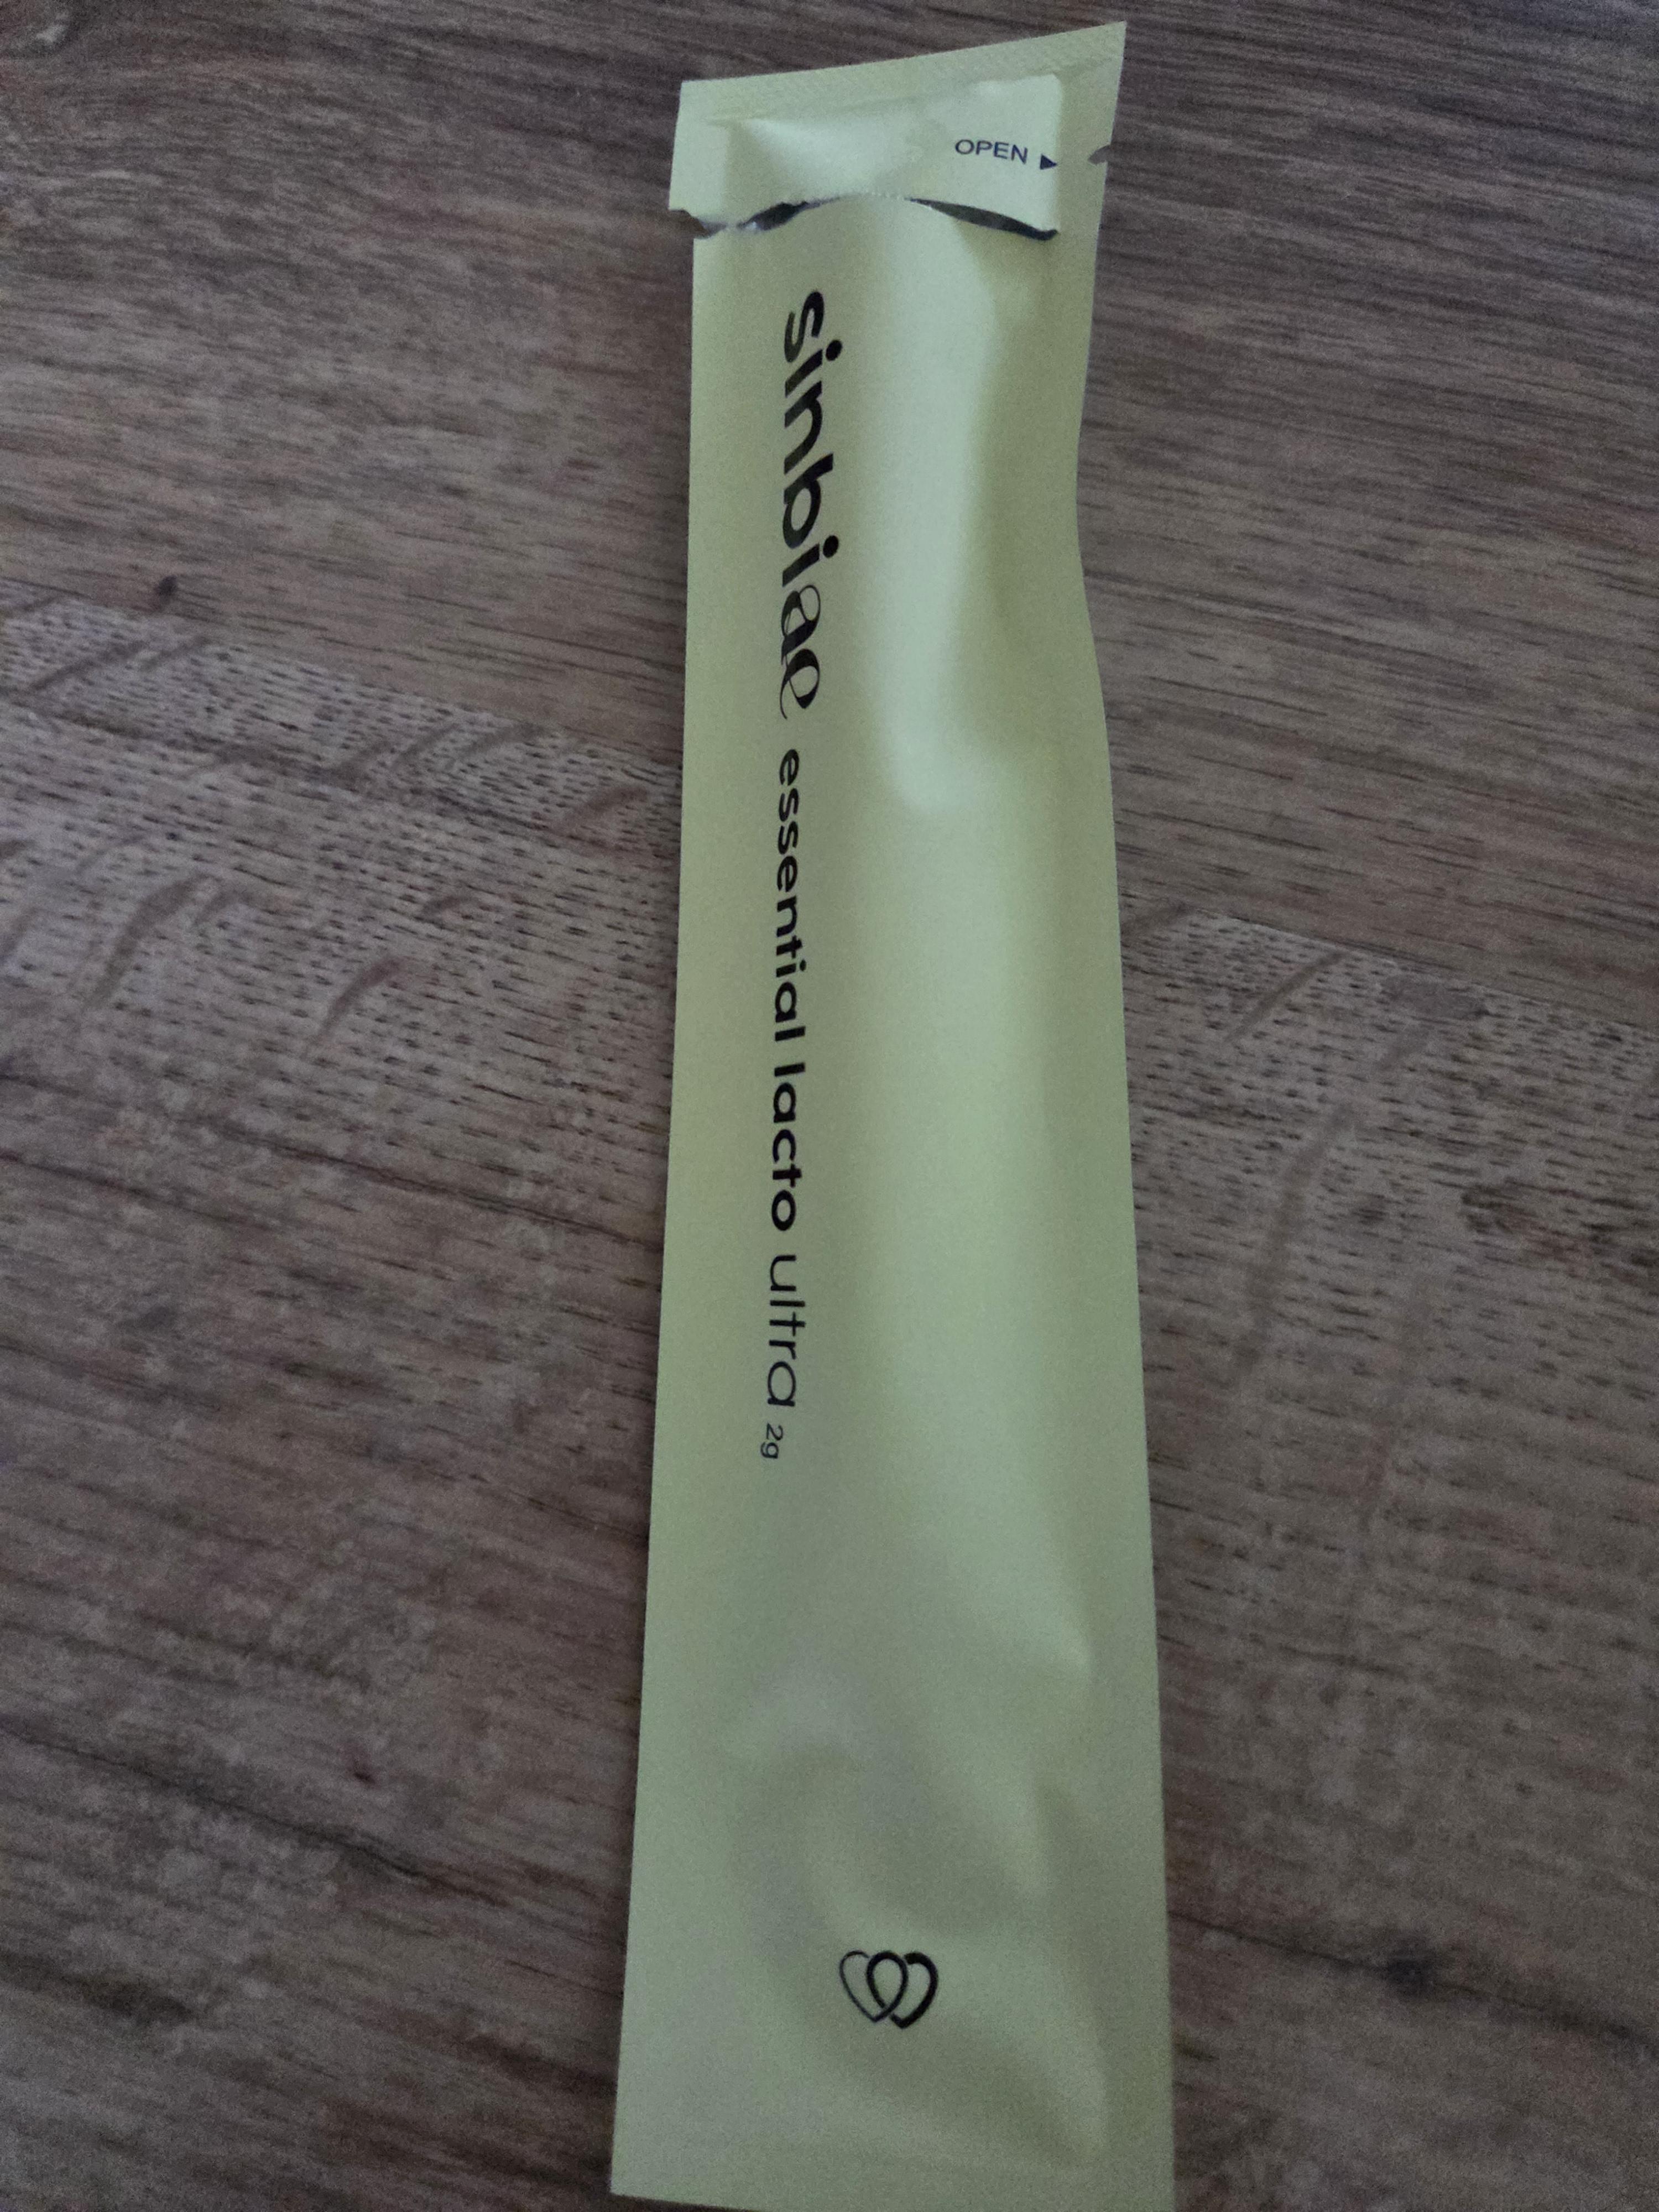 OPEN ▶
sinbiae essential lacto ultra 2g